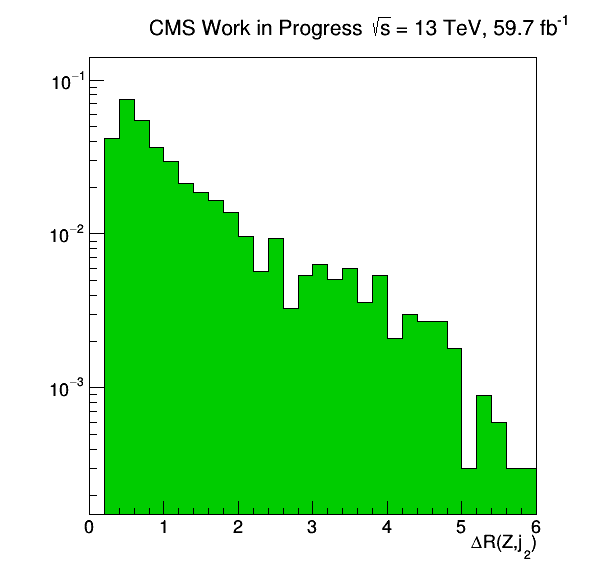 CMS Work in Progress √s = 13 TeV, 59.7 fb⁻¹
10⁻¹
10⁻²
10⁻³
0 1 2 3 4 5 6
ΔR(Z,j₂)